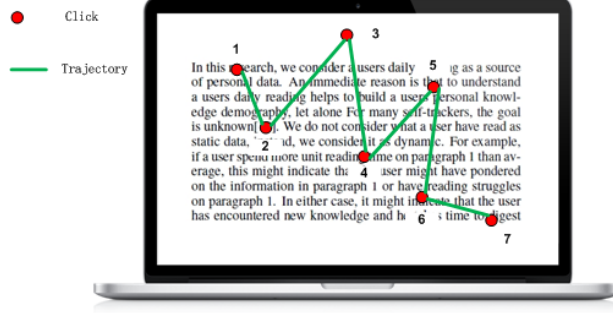 Click
Trajectory
1 2 3 4 5 6 7
In this research, we consider a users daily ng as a source
of personal data. An immediate reason is that to understand
a users daily reading helps to build a users personal knowl-
edge demography, let alone For many self-trackers, the goal
is unknown[ ]. We do not consider what a user have read as
static data, nd, we consider it as dynamic. For example,
if a user spend more unit reading time on paragraph 1 than av-
erage, this might indicate tha user might have pondered
on the information in paragraph 1 or have reading struggles
on paragraph 1. In either case, it might indicate that the user
has encountered new knowledge and he s time to digest